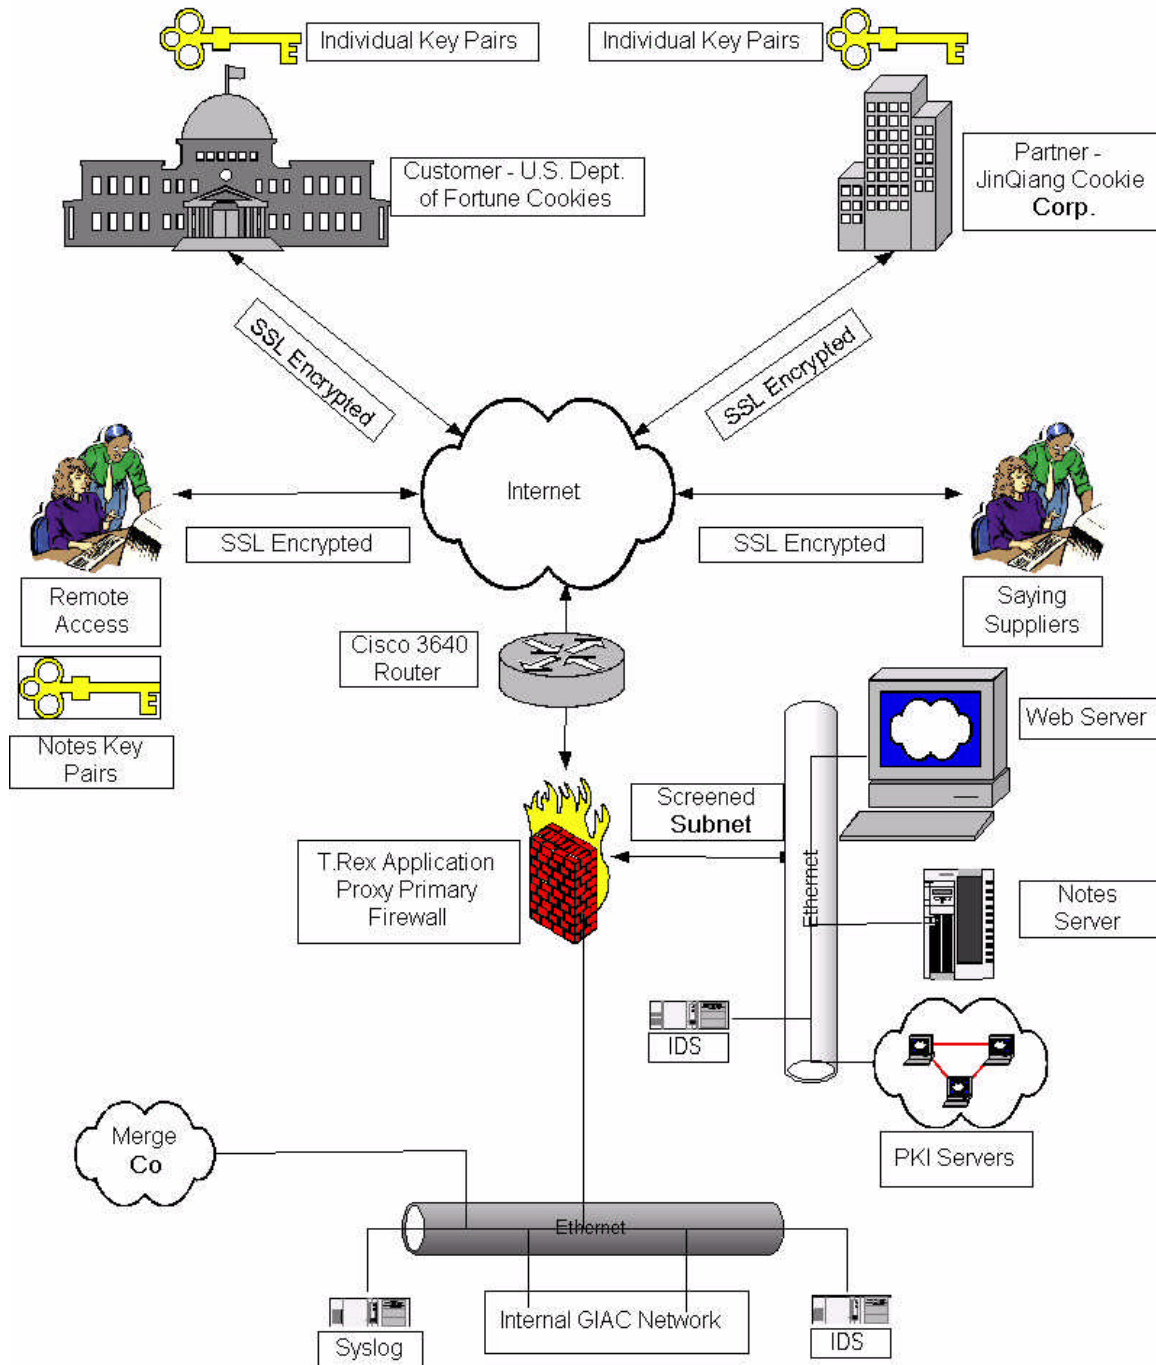 Individual Key Pairs
Individual Key Pairs
Customer - U.S. Dept.
of Fortune Cookies
Partner -
JinQiang Cookie
Corp.
SSL Encrypted
SSL Encrypted
Internet
SSL Encrypted
SSL Encrypted
Remote
Access
Saying
Suppliers
Cisco 3640
Router
Notes Key
Pairs
Web Server
Screened
Subnet
T.Rex Application
Proxy Primary
Firewall
Ethernet
Notes
Server
IDS
PKI Servers
Merge
Co
Ethernet
Internal GIAC Network
Syslog
IDS